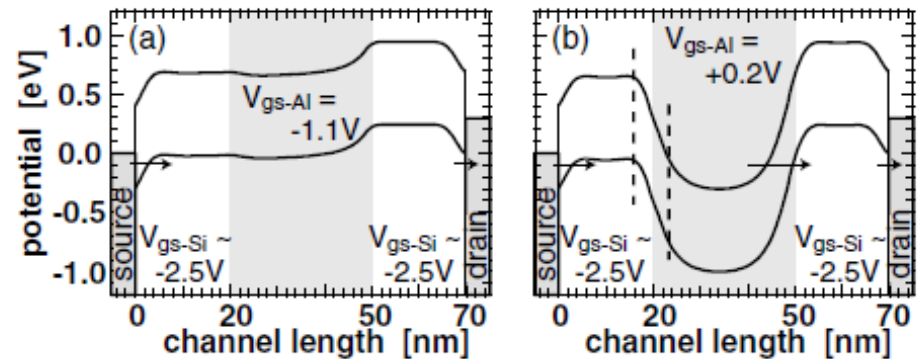 (a)
1.0
0.5
0.0
-0.5
-1.0
potential [eV]
V_gs-Al =
-1.1V
source
V_gs-Si ~
-2.5V
V_gs-Si ~
-2.5V
drain
0
20
50
70
channel length [nm]
(b)
V_gs-Al =
+0.2V
source
V_gs-Si ~
-2.5V
V_gs-Si ~
-2.5V
drain
0
20
50
70
channel length [nm]